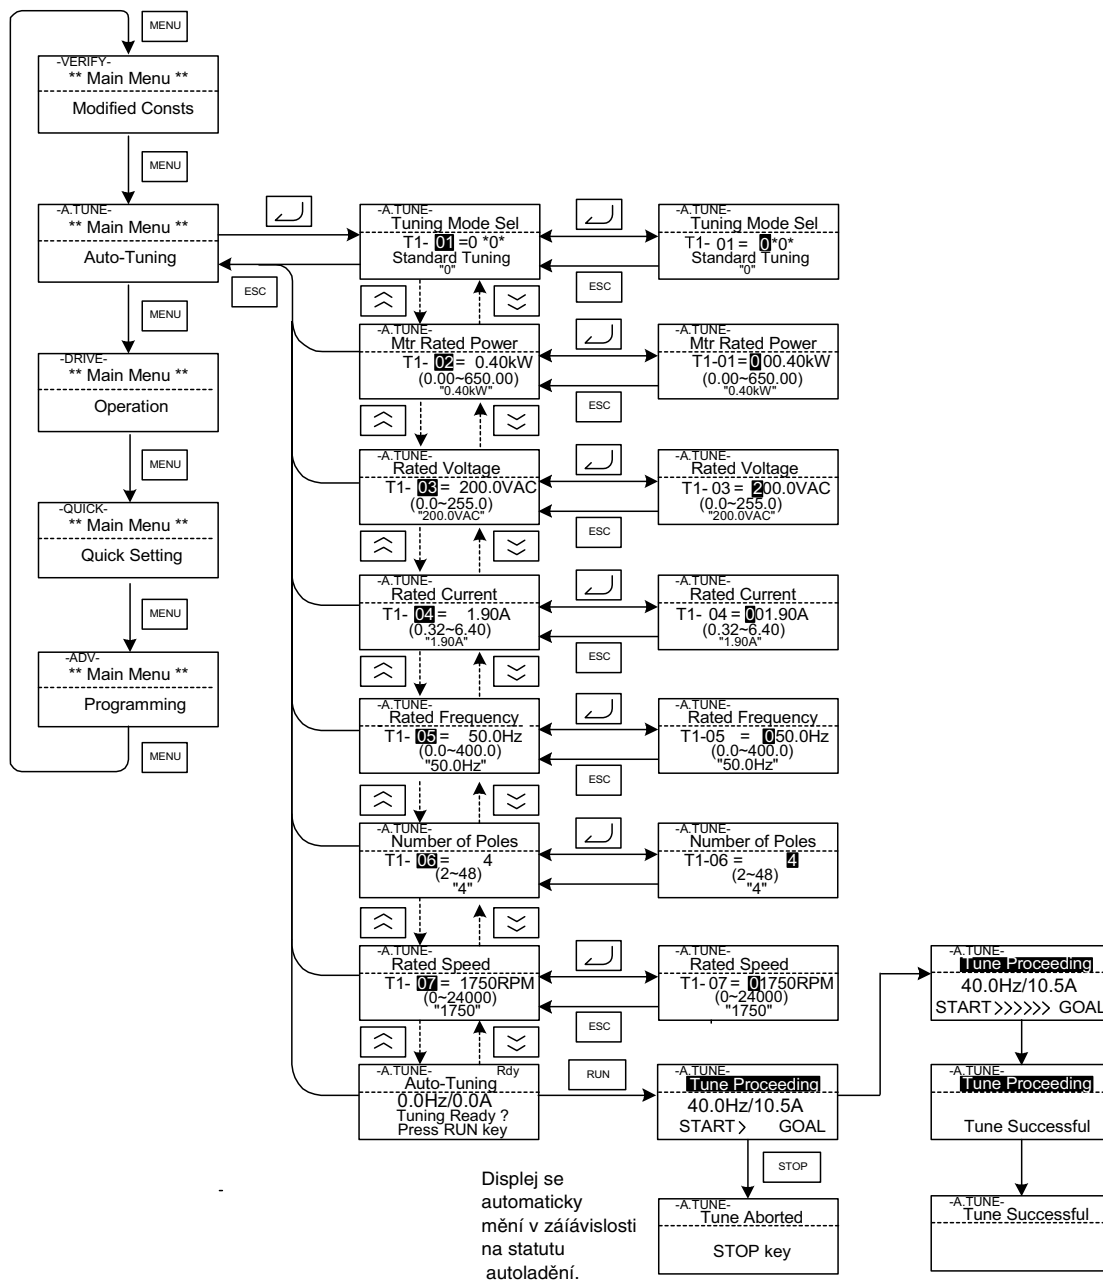 MENU
-VERIFY-
** Main Menu **
Modified Consts
MENU
-A.TUNE-
** Main Menu **
Auto-Tuning
ESC
MENU
-DRIVE-
** Main Menu **
Operation
MENU
-QUICK-
** Main Menu **
Quick Setting
MENU
-ADV-
** Main Menu **
Programming
MENU
-A.TUNE-
Tuning Mode Sel
T1- 01 =0 *0*
Standard Tuning
"0"
-A.TUNE-
Tuning Mode Sel
T1- 01 = 0*0*
Standard Tuning
"0"
ESC
-A.TUNE-
Mtr Rated Power
T1- 02 = 0.40kW
(0.00~650.00)
"0.40kW"
-A.TUNE-
Mtr Rated Power
T1-01 = 000.40kW
(0.00~650.00)
"0.40kW"
ESC
-A.TUNE-
Rated Voltage
T1- 03 = 200.0VAC
(0.0~255.0)
"200.0VAC"
-A.TUNE-
Rated Voltage
T1- 03 = 200.0VAC
(0.0~255.0)
"200.0VAC"
ESC
-A.TUNE-
Rated Current
T1- 04 = 1.90A
(0.32~6.40)
"1.90A"
-A.TUNE-
Rated Current
T1- 04 = 001.90A
(0.32~6.40)
"1.90A"
ESC
-A.TUNE-
Rated Frequency
T1- 05 = 50.0Hz
(0.0~400.0)
"50.0Hz"
-A.TUNE-
Rated Frequency
T1-05 = 050.0Hz
(0.0~400.0)
"50.0Hz"
ESC
-A.TUNE-
Number of Poles
T1- 06 = 4
(2~48)
"4"
-A.TUNE-
Number of Poles
T1-06 = 4
(2~48)
"4"
-A.TUNE-
Rated Speed
T1- 07 = 1750RPM
(0~24000)
"1750"
-A.TUNE-
Rated Speed
T1- 07 = 01750RPM
(0~24000)
"1750"
ESC
-A.TUNE- Rdy
Auto-Tuning
0.0Hz/0.0A
Tuning Ready ?
Press RUN key
RUN
-A.TUNE-
Tune Proceeding
40.0Hz/10.5A
START > GOAL
STOP
-A.TUNE-
Tune Aborted
STOP key
-A.TUNE-
Tune Proceeding
40.0Hz/10.5A
START >>>>>> GOAL
-A.TUNE-
Tune Proceeding
Tune Successful
-A.TUNE-
Tune Successful
-
Displej se
automaticky
mění v záíávislosti
na statutu
autoladění.